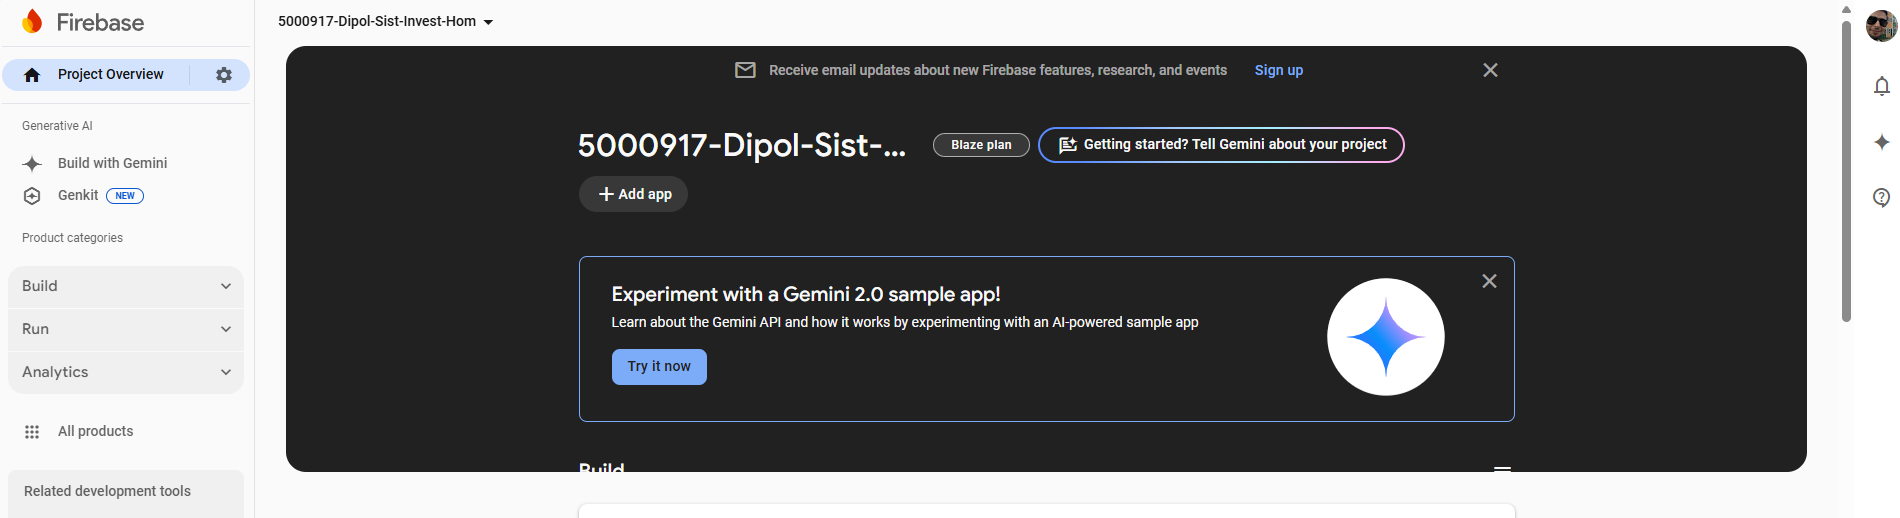 Firebase
5000917-Dipol-Sist-Invest-Hom
Project Overview
Generative AI
Build with Gemini
Genkit NEW
Product categories
Build
Run
Analytics
All products
Related development tools
Receive email updates about new Firebase features, research, and events Sign up
5000917-Dipol-Sist-... Blaze plan Getting started? Tell Gemini about your project
+ Add app
Experiment with a Gemini 2.0 sample app!
Learn about the Gemini API and how it works by experimenting with an AI-powered sample app
Try it now
Build